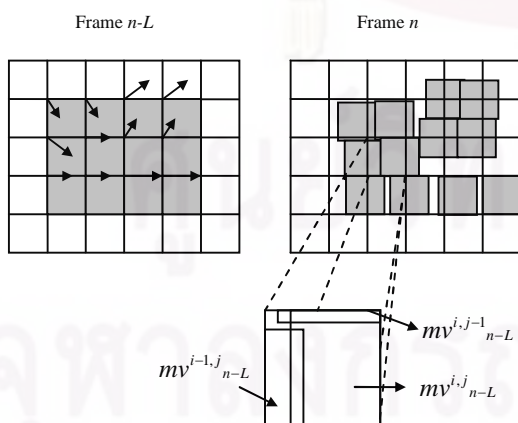 Frame n-L
Frame n
mv^{i,j-1}_{n-L}
mv^{i-1,j}_{n-L}
mv^{i,j}_{n-L}